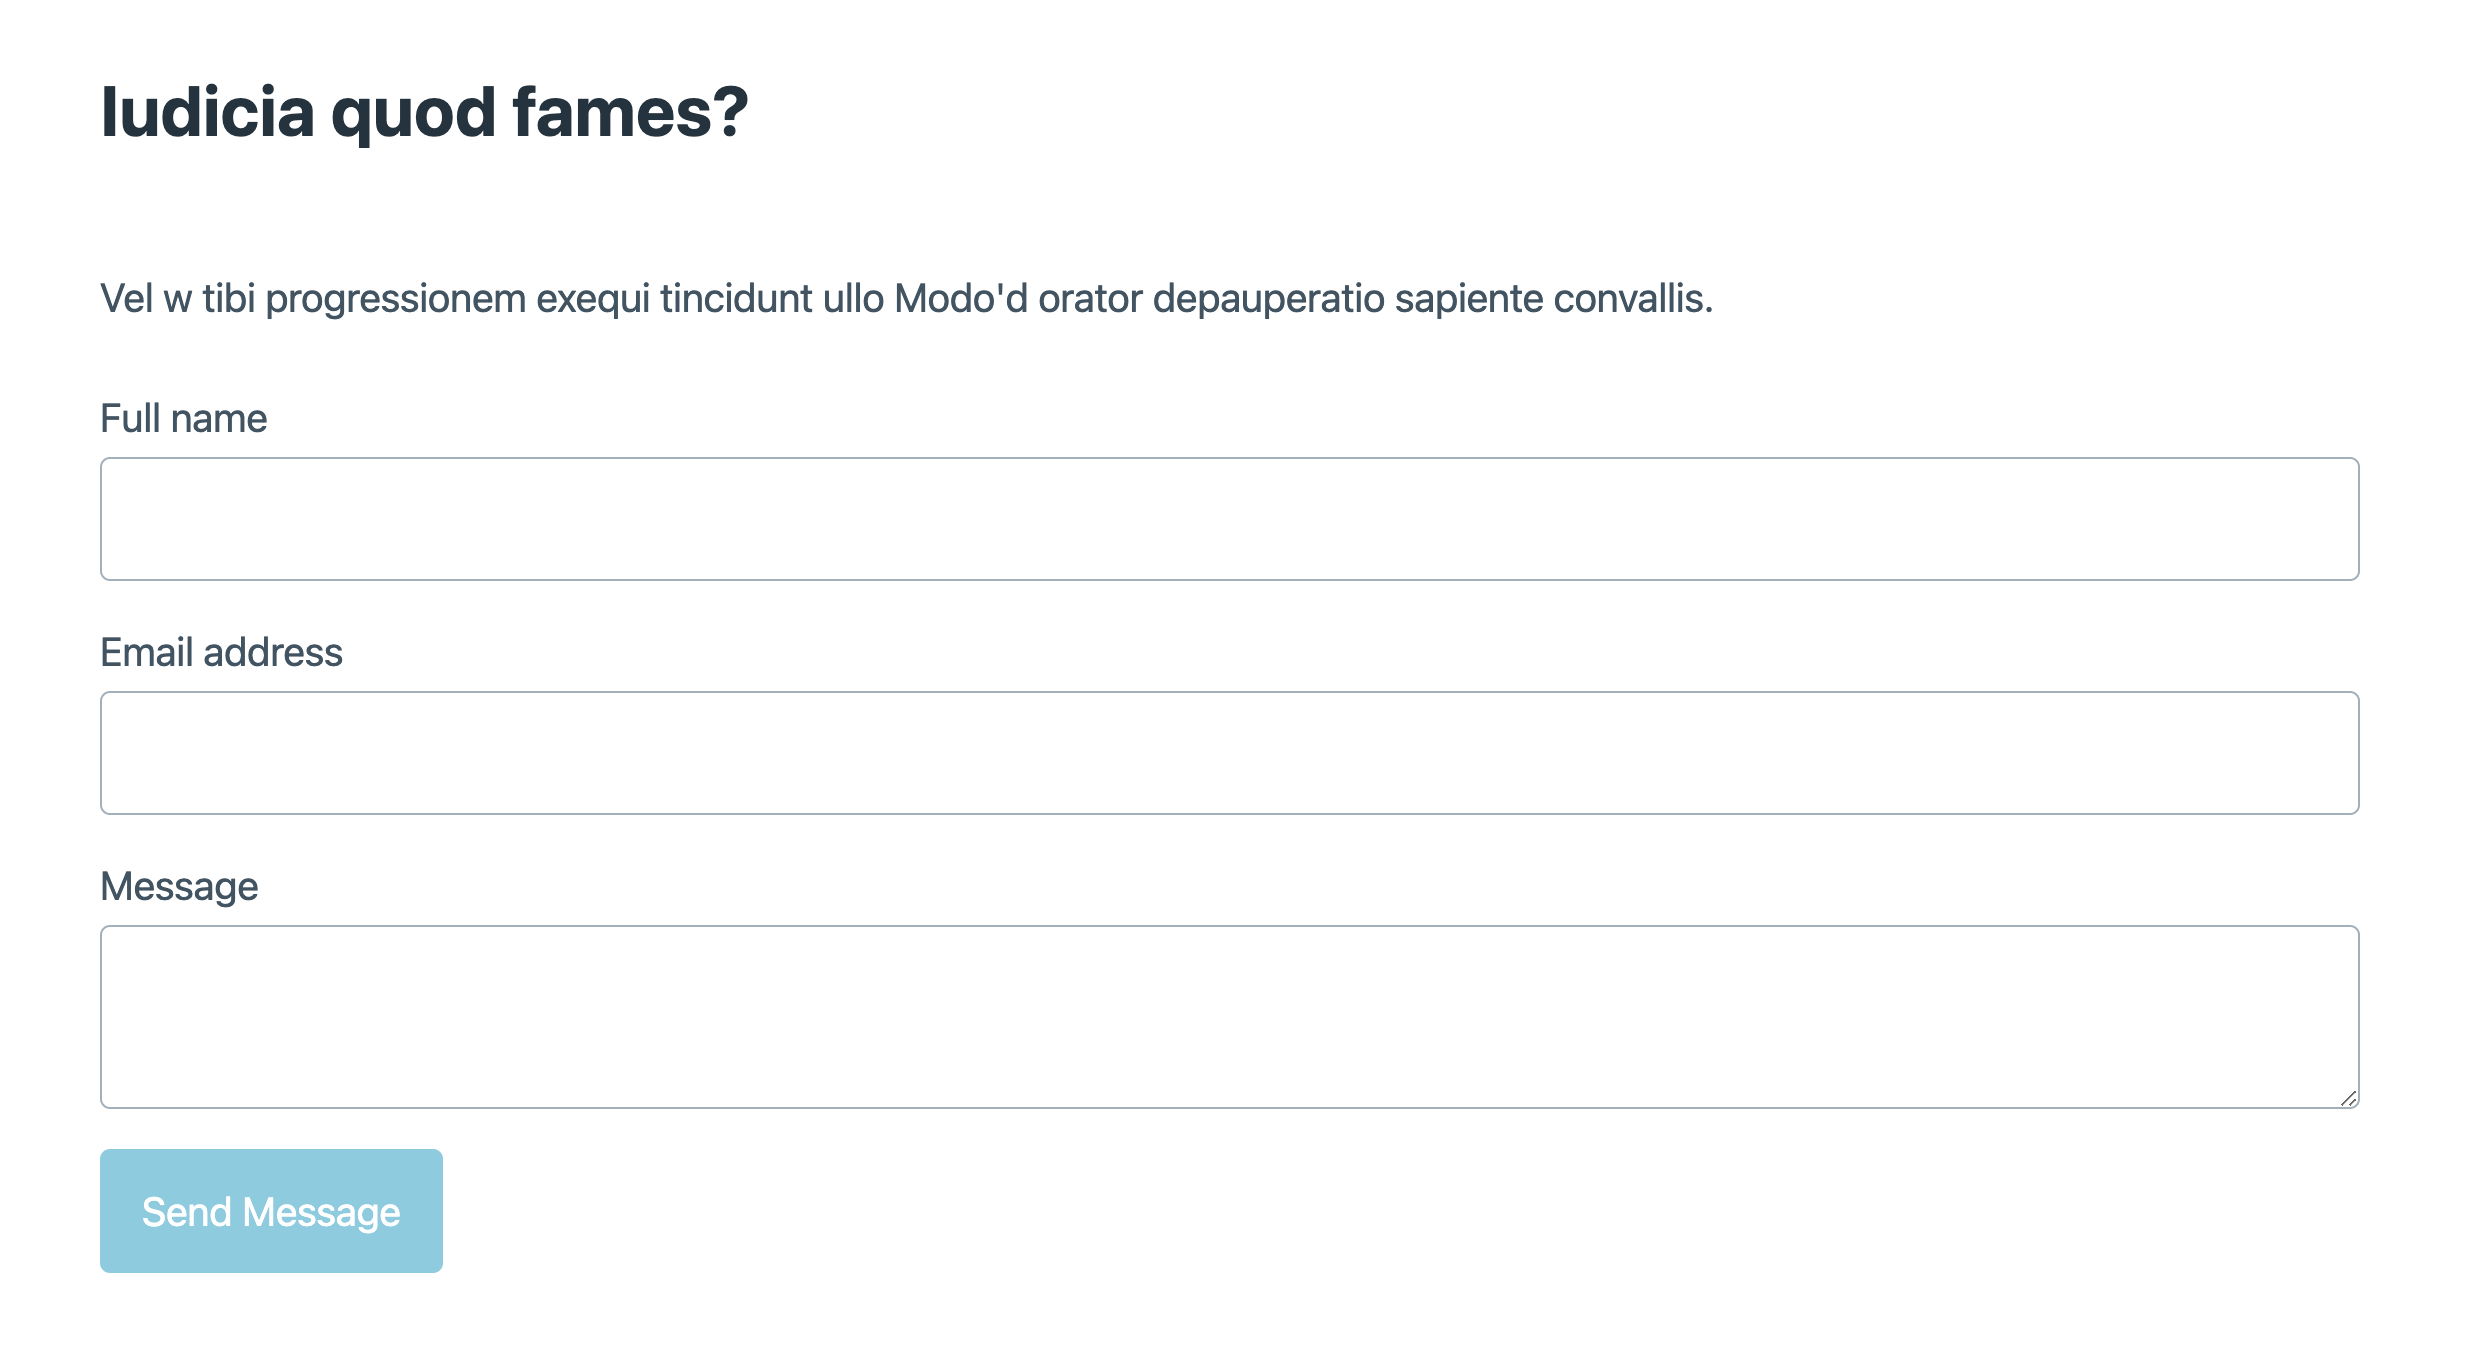 Iudicia quod fames?
Vel w tibi progressionem exequi tincidunt ullo Modo'd orator depauperatio sapiente convallis.
Full name
Email address
Message
Send Message